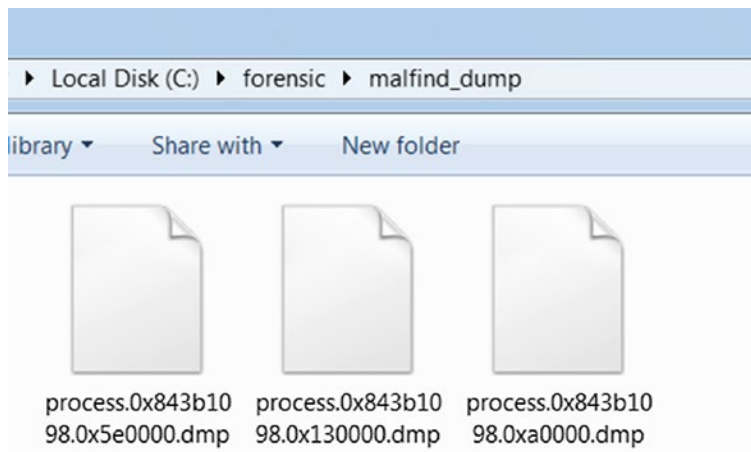 Local Disk (C:) forensic malfind_dump
library Share with New folder
process.0x843b10
98.0x5e0000.dmp
process.0x843b10
98.0x130000.dmp
process.0x843b10
98.0xa0000.dmp